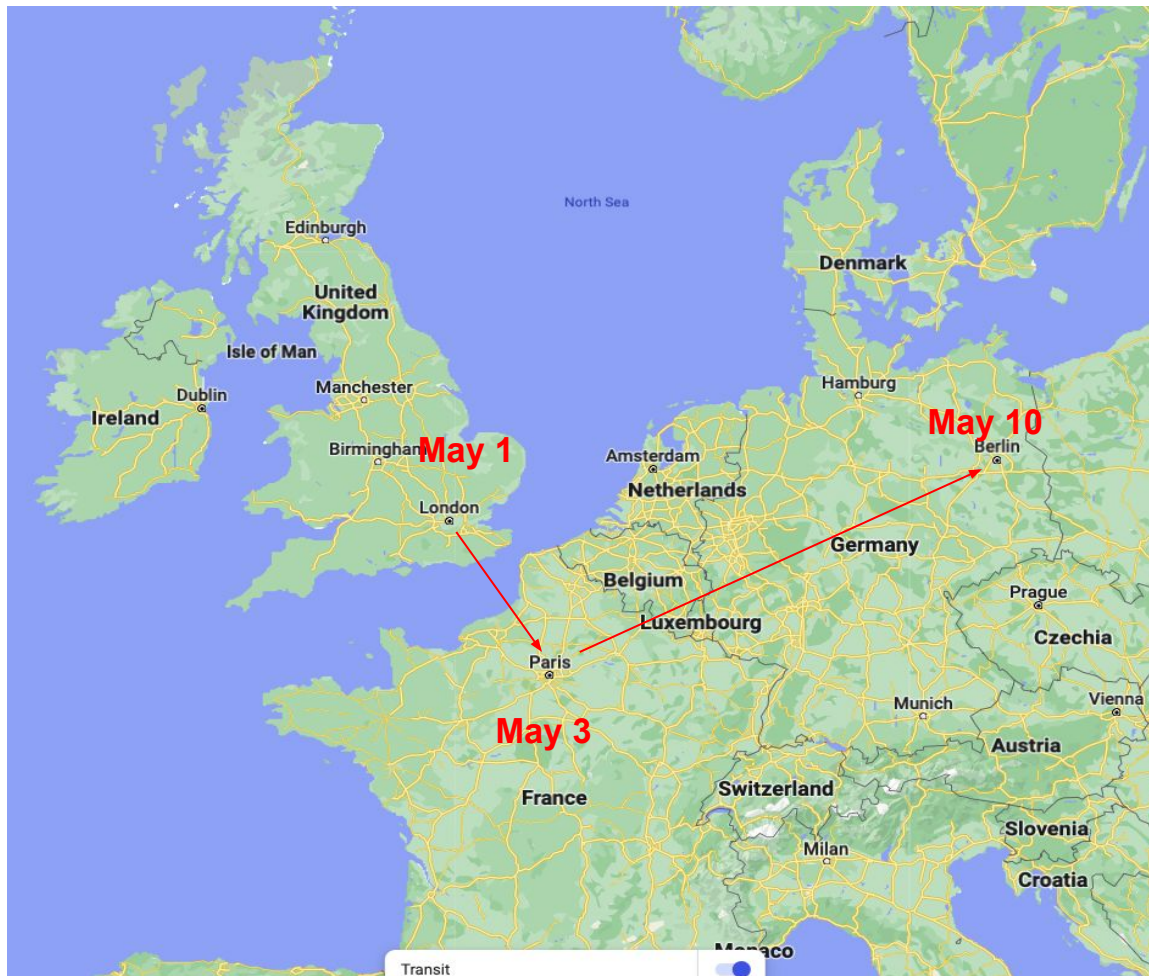 North Sea
Edinburgh
Denmark
United
Kingdom
Isle of Man
Hamburg
Manchester
Dublin
Ireland
May 10
Berlin
May 1
Birmingham
Amsterdam
Netherlands
London
Germany
Belgium
Prague
Luxembourg
Czechia
Paris
Vienna
Munich
May 3
Austria
Switzerland
France
Slovenia
Milan
Croatia
Monaco
Transit